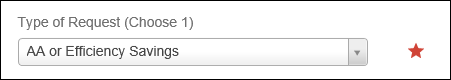 Type of Request (Choose 1)
AA or Efficiency Savings